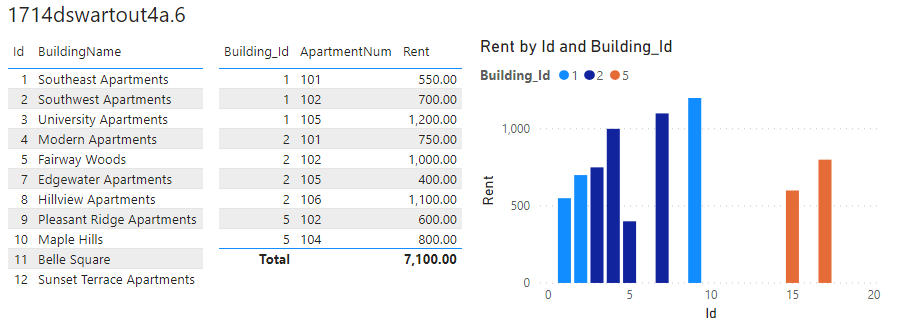 1714dswartout4a.6
Id BuildingName
1 Southeast Apartments
2 Southwest Apartments
3 University Apartments
4 Modern Apartments
5 Fairway Woods
7 Edgewater Apartments
8 Hillview Apartments
9 Pleasant Ridge Apartments
10 Maple Hills
11 Belle Square
12 Sunset Terrace Apartments
Building_Id ApartmentNum Rent
1 101 550.00
1 102 700.00
1 105 1,200.00
2 101 750.00
2 102 1,000.00
2 105 400.00
2 106 1,100.00
5 102 600.00
5 104 800.00
Total 7,100.00
Rent by Id and Building_Id
Building_Id 1 2 5
Rent
1,000
500
0
0 5 10 15 20
Id